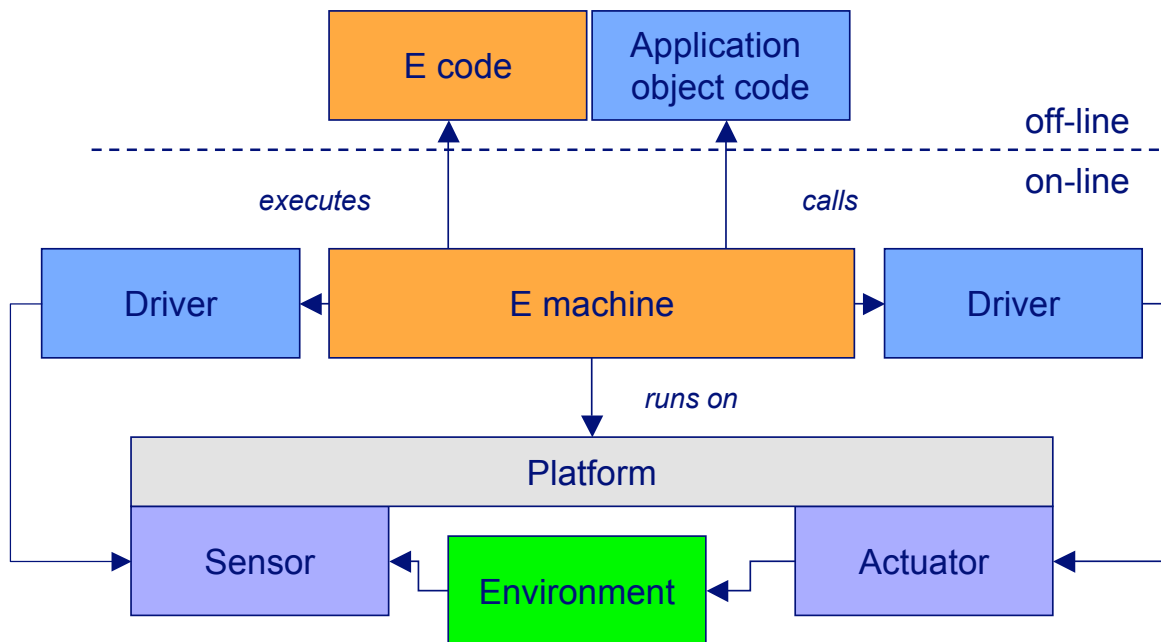 E code
Application
object code
off-line
on-line
executes
calls
Driver
E machine
Driver
runs on
Platform
Sensor
Environment
Actuator